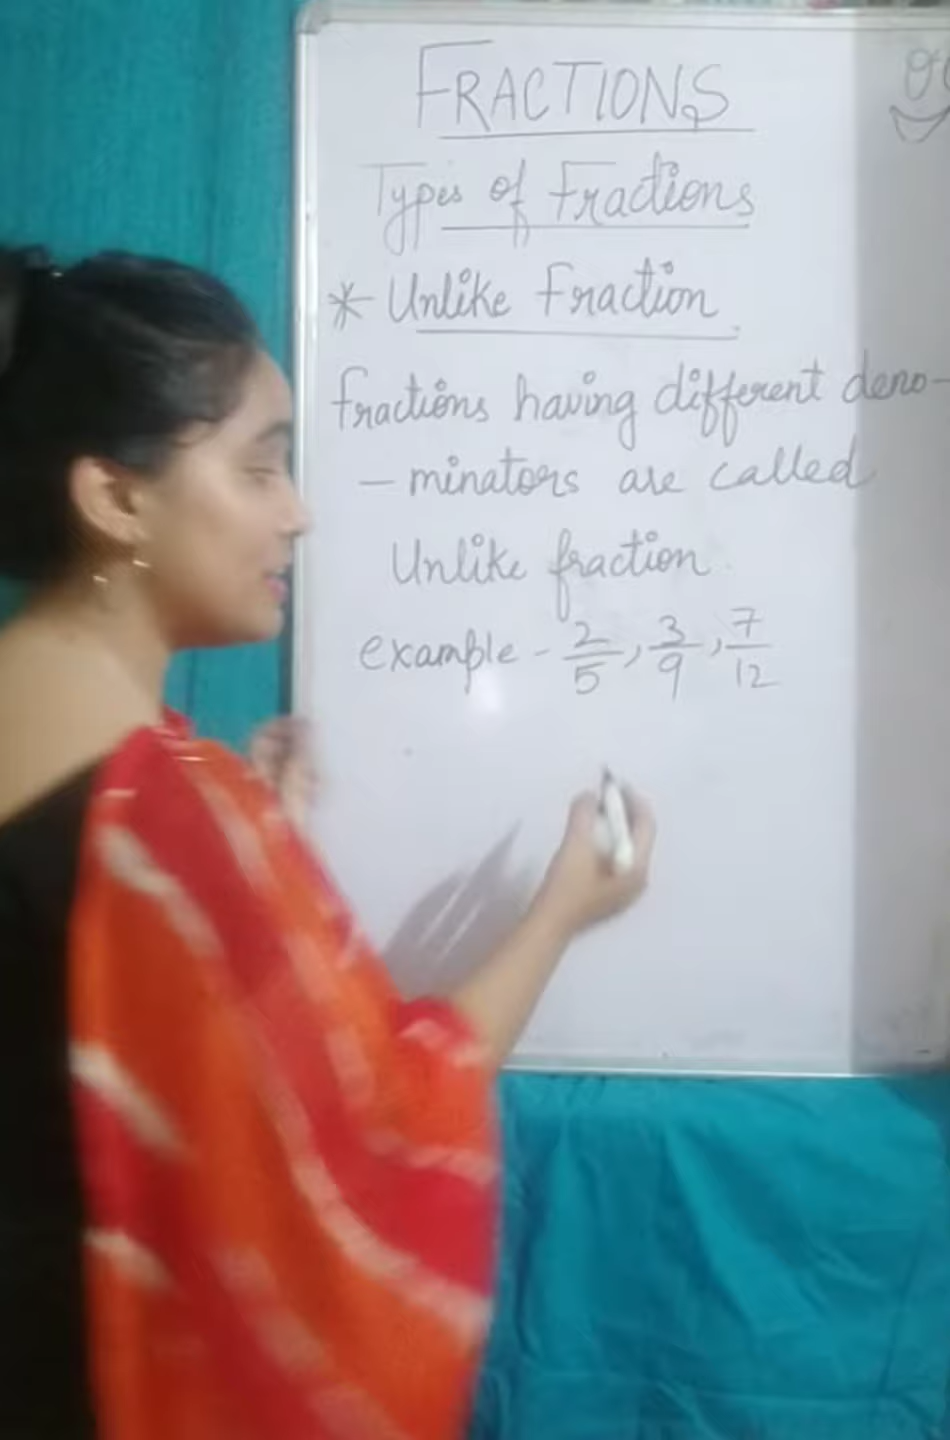 FRACTIONS
Types of Fractions
* Unlike Fraction
fractions having different deno-
- minators are called
Unlike fraction.
example - 2/5, 3/9, 7/12